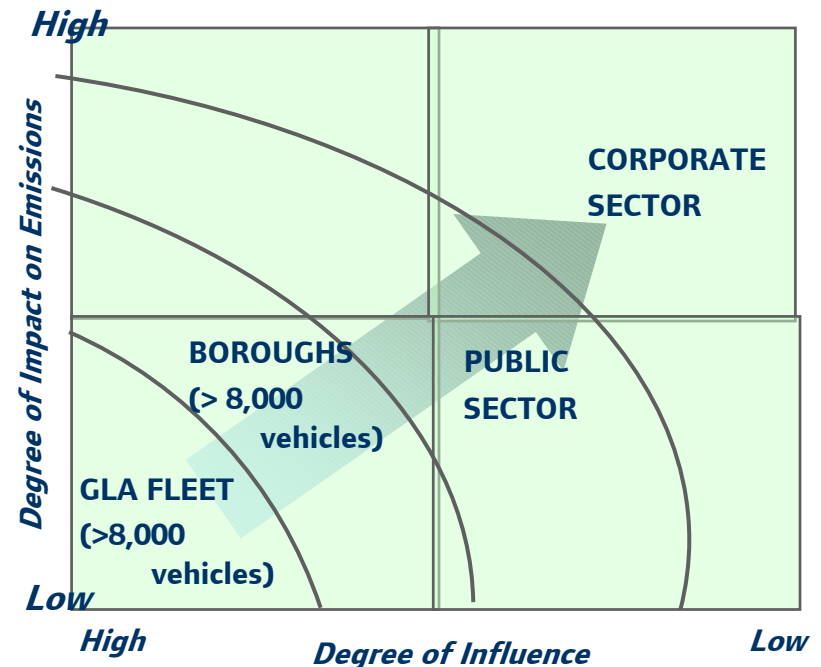 High
Degree of Impact on Emissions
CORPORATE
SECTOR
BOROUGHS
(> 8,000
vehicles)
PUBLIC
SECTOR
GLA FLEET
(>8,000
vehicles)
Low
High
Degree of Influence
Low